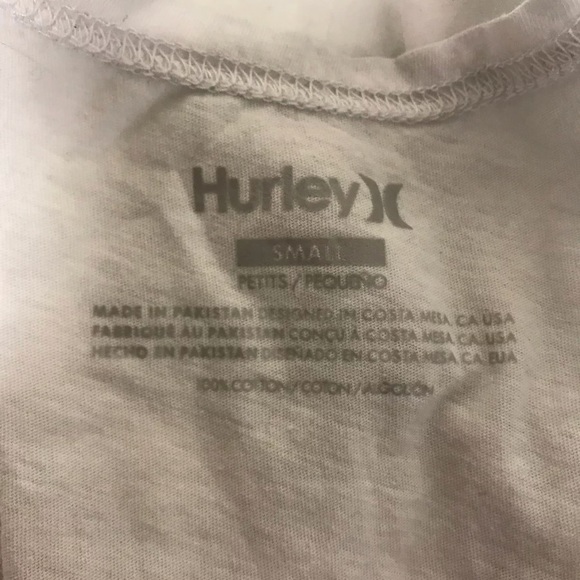 Hurley
SMALL
PETITS / PEQUEÑO
MADE IN PAKISTAN DESIGNED IN COSTA MESA CA USA
FABRIQUÉ AU PAKISTAN CONÇU À COSTA MESA CA. USA
HECHO EN PAKISTAN DISEÑADO EN COSTA MESA CA. EUA
100% COTTON / COTON / ALGODÓN